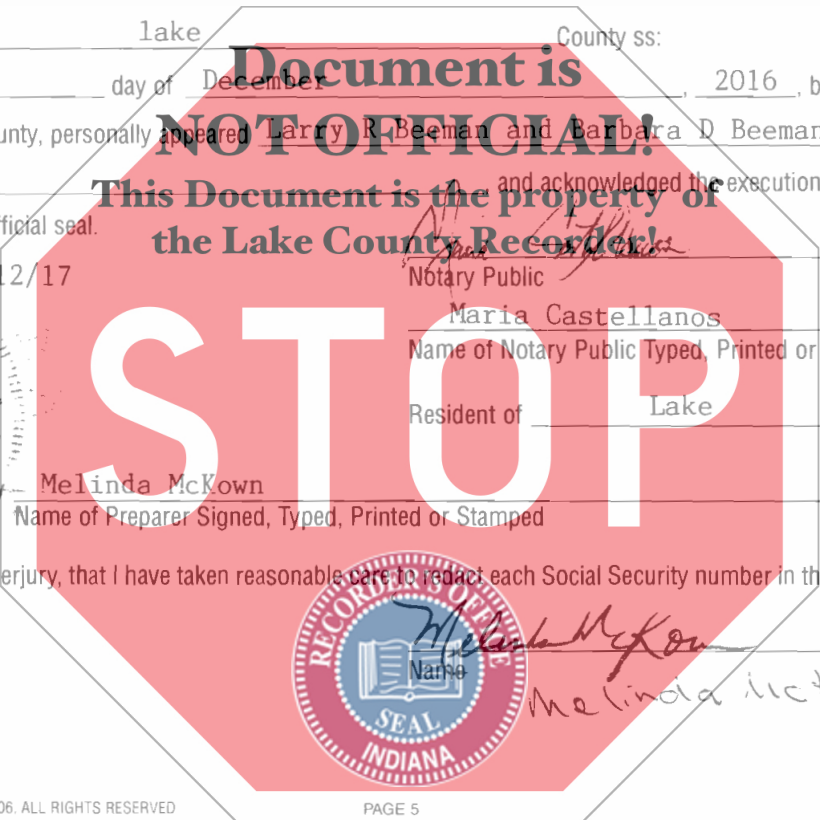 lake County ss:
Document is
day of December , 2016 , b
NOT OFFICIAL!
unty, personally appeared Larry R Beeman and Barbara D Beeman
and acknowledged the execution
This Document is the property of
fficial seal.
the Lake County Recorder!
12/17
Notary Public
Maria Castellanos
Name of Notary Public Typed, Printed or
Resident of Lake
STOP
Melinda McKown
Name of Preparer Signed, Typed, Printed or Stamped
erjury, that I have taken reasonable care to redact each Social Security number in th
RECORDER'S OFFICE
SEAL
INDIANA
Melinda McKown
Name
Melinda Mc
06. ALL RIGHTS RESERVED PAGE 5